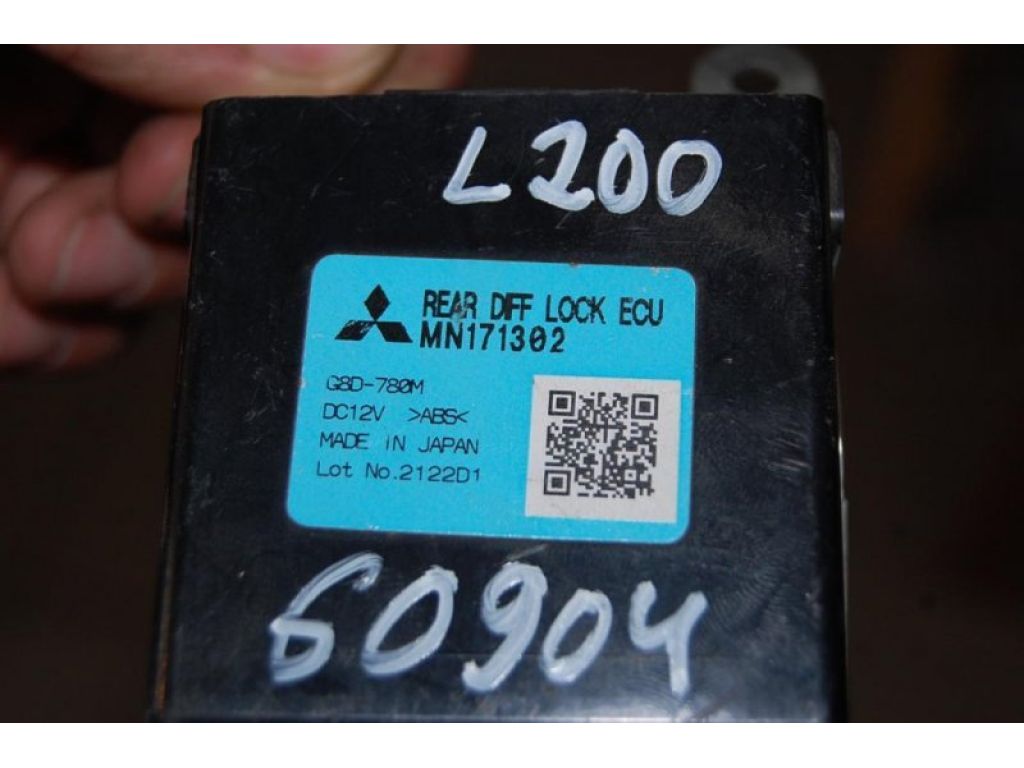 L200
REAR DIFF LOCK ECU
MN171302
G8D-780M
DC12V >ABS<
MADE IN JAPAN
Lot No.2122D1
60904